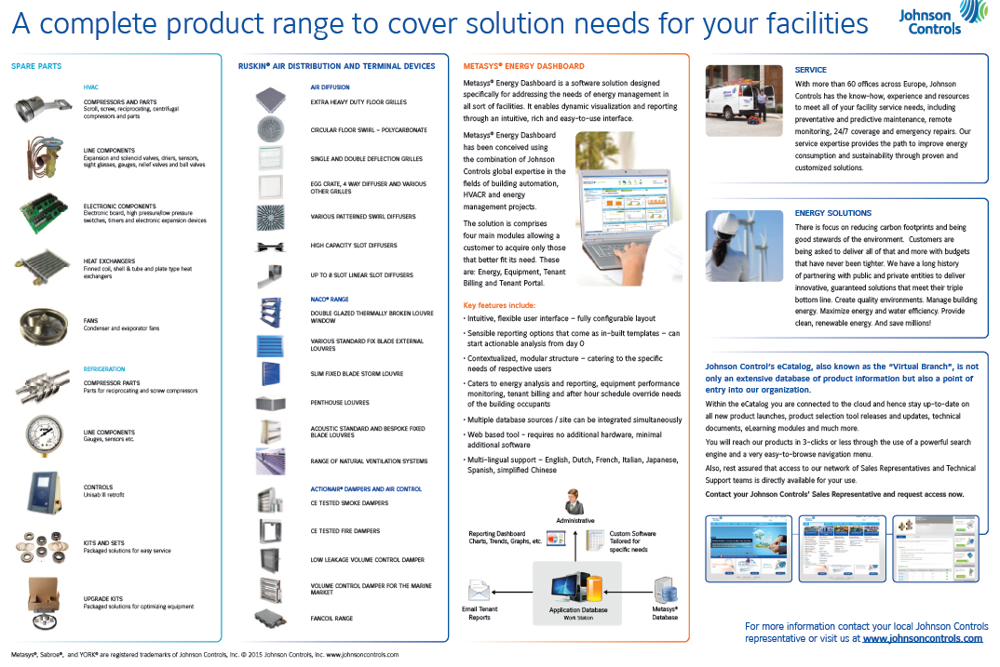 A complete product range to cover solution needs for your facilities
Johnson
Controls
SPARE PARTS
HVAC
COMPRESSORS AND PARTS
Scroll, screw, reciprocating, centrifugal
compressors and parts
LINE COMPONENTS
Expansion and solenoid valves, driers, sensors,
sight glasses, gauges, relief valves and ball valves
ELECTRONIC COMPONENTS
Electronic board, high pressure/low pressure
switches, timers and electronic expansion devices
HEAT EXCHANGERS
Finned coil, shell & tube and plate type heat
exchangers
FANS
Condenser and evaporator fans
REFRIGERATION
COMPRESSOR PARTS
Parts for reciprocating and screw compressors
LINE COMPONENTS
Gauges, sensors etc.
CONTROLS
Unisab III retrofit
KITS AND SETS
Packaged solutions for easy service
UPGRADE KITS
Packaged solutions for optimizing equipment
RUSKIN® AIR DISTRIBUTION AND TERMINAL DEVICES
AIR DIFFUSION
EXTRA HEAVY DUTY FLOOR GRILLES
CIRCULAR FLOOR SWIRL – POLYCARBONATE
SINGLE AND DOUBLE DEFLECTION GRILLES
EGG CRATE, 4 WAY DIFFUSER AND VARIOUS
OTHER GRILLES
VARIOUS PATTERNED SWIRL DIFFUSERS
HIGH CAPACITY SLOT DIFFUSERS
UP TO 8 SLOT LINEAR SLOT DIFFUSERS
NACO® RANGE
DOUBLE GLAZED THERMALLY BROKEN LOUVRE
WINDOW
VARIOUS STANDARD FIX BLADE EXTERNAL
LOUVRES
SLIM FIXED BLADE STORM LOUVRE
PENTHOUSE LOUVRES
ACOUSTIC STANDARD AND BESPOKE FIXED
BLADE LOUVRES
RANGE OF NATURAL VENTILATION SYSTEMS
ACTIONAIR® DAMPERS AND AIR CONTROL
CE TESTED SMOKE DAMPERS
CE TESTED FIRE DAMPERS
LOW LEAKAGE VOLUME CONTROL DAMPER
VOLUME CONTROL DAMPER FOR THE MARINE
MARKET
FANCOIL RANGE
METASYS® ENERGY DASHBOARD
Metasys® Energy Dashboard is a software solution designed
specifically for addressing the needs of energy management in
all sort of facilities. It enables dynamic visualization and reporting
through an intuitive, rich and easy-to-use interface.
Metasys® Energy Dashboard
has been conceived using
the combination of Johnson
Controls global expertise in the
fields of building automation,
HVACR and energy
management projects.
The solution is comprises
four main modules allowing a
customer to acquire only those
that better fit its need. These
are: Energy, Equipment, Tenant
Billing and Tenant Portal.
Key features include:
• Intuitive, flexible user interface – fully configurable layout
• Sensible reporting options that come as in-built templates – can
start actionable analysis from day 0
• Contextualized, modular structure – catering to the specific
needs of respective users
• Caters to energy analysis and reporting, equipment performance
monitoring, tenant billing and after hour schedule override needs
of the building occupants
• Multiple database sources / site can be integrated simultaneously
• Web based tool - requires no additional hardware, minimal
additional software
• Multi-lingual support – English, Dutch, French, Italian, Japanese,
Spanish, simplified Chinese
Administrative
Reporting Dashboard
Charts, Trends, Graphs, etc.
Custom Software
Tailored for
specific needs
Email Tenant
Reports
Application Database
Work Station
Metasys®
Database
SERVICE
With more than 60 offices across Europe, Johnson
Controls has the know-how, experience and resources
to meet all of your facility service needs, including
preventative and predictive maintenance, remote
monitoring, 24/7 coverage and emergency repairs. Our
service expertise provides the path to improve energy
consumption and sustainability through proven and
customized solutions.
ENERGY SOLUTIONS
There is focus on reducing carbon footprints and being
good stewards of the environment. Customers are
being asked to deliver all of that and more with budgets
that have never been tighter. We have a long history
of partnering with public and private entities to deliver
innovative, guaranteed solutions that meet their triple
bottom line. Create quality environments. Manage building
energy. Maximize energy and water efficiency. Provide
clean, renewable energy. And save millions!
Johnson Control's eCatalog, also known as the "Virtual Branch", is not
only an extensive database of product information but also a point of
entry into our organization.
Within the eCatalog you are connected to the cloud and hence stay up-to-date on
all new product launches, product selection tool releases and updates, technical
documents, eLearning modules and much more.
You will reach our products in 3-clicks or less through the use of a powerful search
engine and a very easy-to-browse navigation menu.
Also, rest assured that access to our network of Sales Representatives and Technical
Support teams is directly available for your use.
Contact your Johnson Controls' Sales Representative and request access now.
For more information contact your local Johnson Controls
representative or visit us at www.johnsoncontrols.com
Metasys®, Sabroe®, and YORK® are registered trademarks of Johnson Controls, Inc. © 2015 Johnson Controls, Inc. www.johnsoncontrols.com